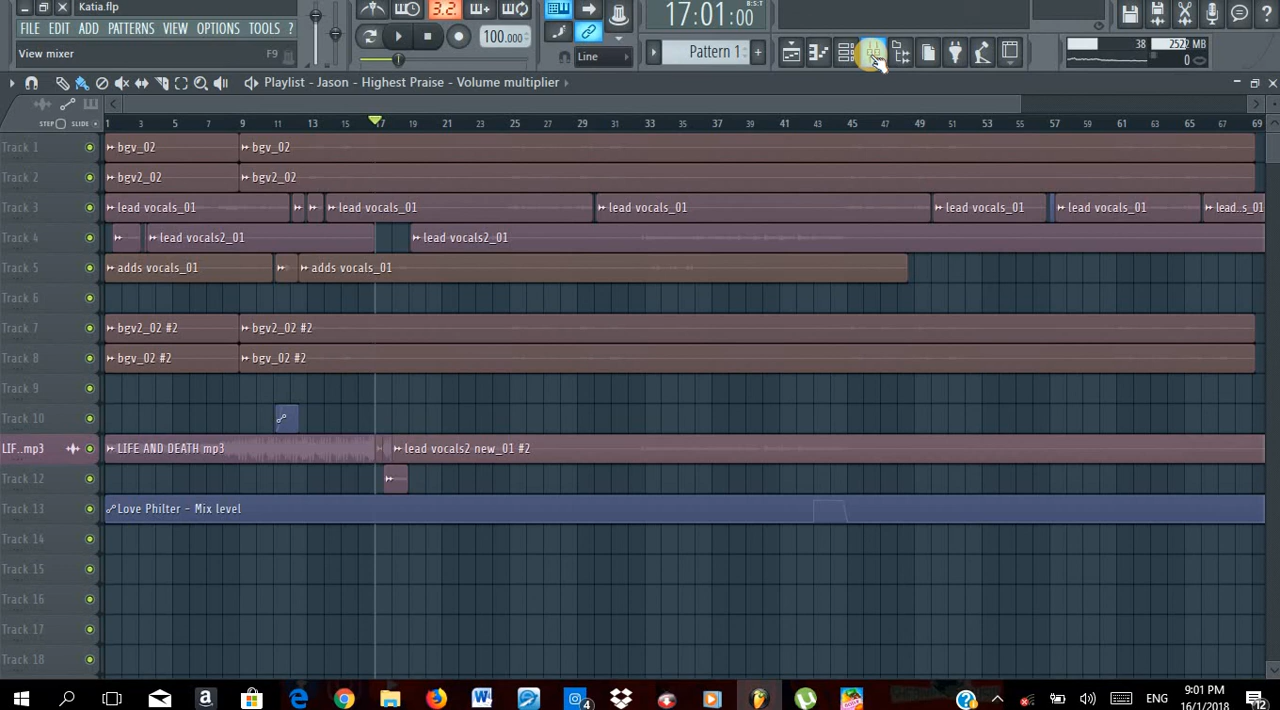 Katia.flp
FILE EDIT ADD PATTERNS VIEW OPTIONS TOOLS ?
View mixer F9
3.2.
100.000
17:01:00
B:S:T
Line
Pattern 1
38 2522 MB
0
Playlist - Jason - Highest Praise - Volume multiplier
STEP SLIDE
1 3 5 7 9 11 13 15 17 19 21 23 25 27 29 31 33 35 37 39 41 43 45 47 49 51 53 55 57 59 61 63 65 67 69
Track 1 bgv_02 bgv_02
Track 2 bgv2_02 bgv2_02
Track 3 lead vocals_01 lead vocals_01 lead vocals_01 lead vocals_01 lead vocals_01 lead..s_01
Track 4 lead vocals2_01 lead vocals2_01
Track 5 adds vocals_01 adds vocals_01
Track 6
Track 7 bgv2_02 #2 bgv2_02 #2
Track 8 bgv_02 #2 bgv_02 #2
Track 9
Track 10
LIF..mp3 LIFE AND DEATH mp3 lead vocals2 new_01 #2
Track 12
Track 13 Love Philter - Mix level
Track 14
Track 15
Track 16
Track 17
Track 18
4
ENG
9:01 PM
16/1/2018
12